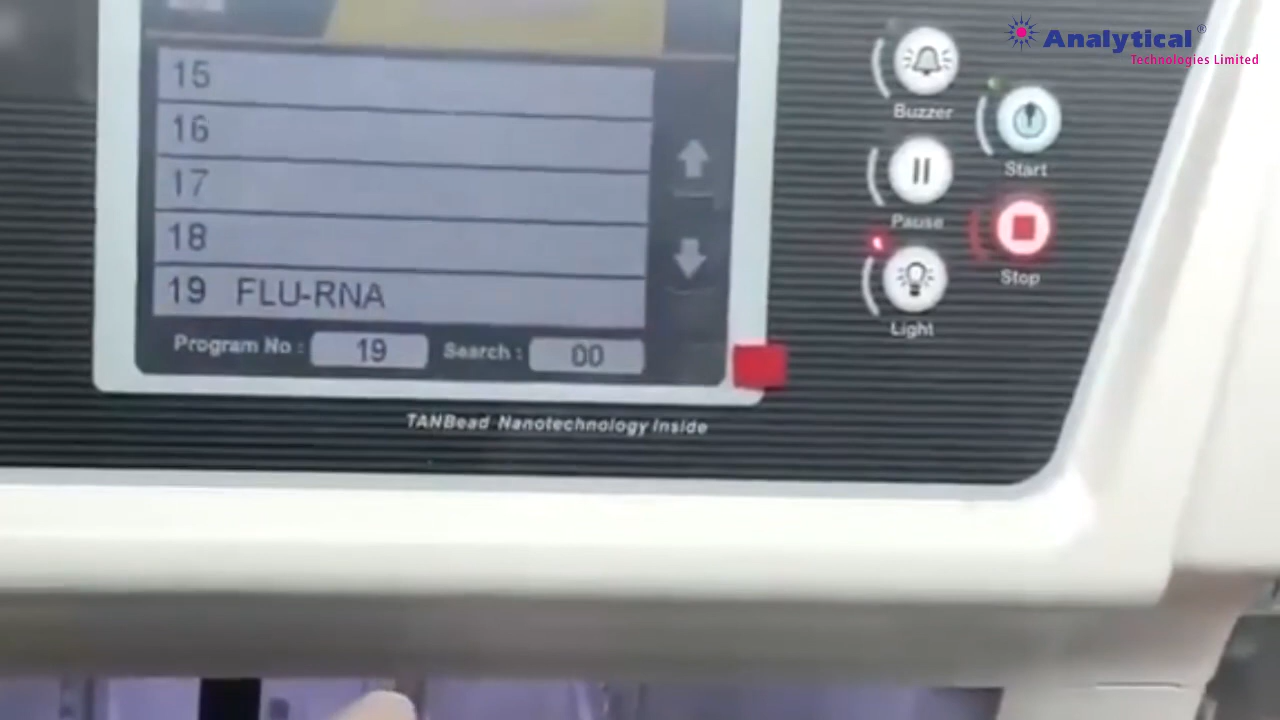 Analytical®
Technologies Limited
15
16
17
18
19 FLU-RNA
Program No : 19 Search : 00
TANBead Nanotechnology Inside
Buzzer
Start
Pause
Stop
Light